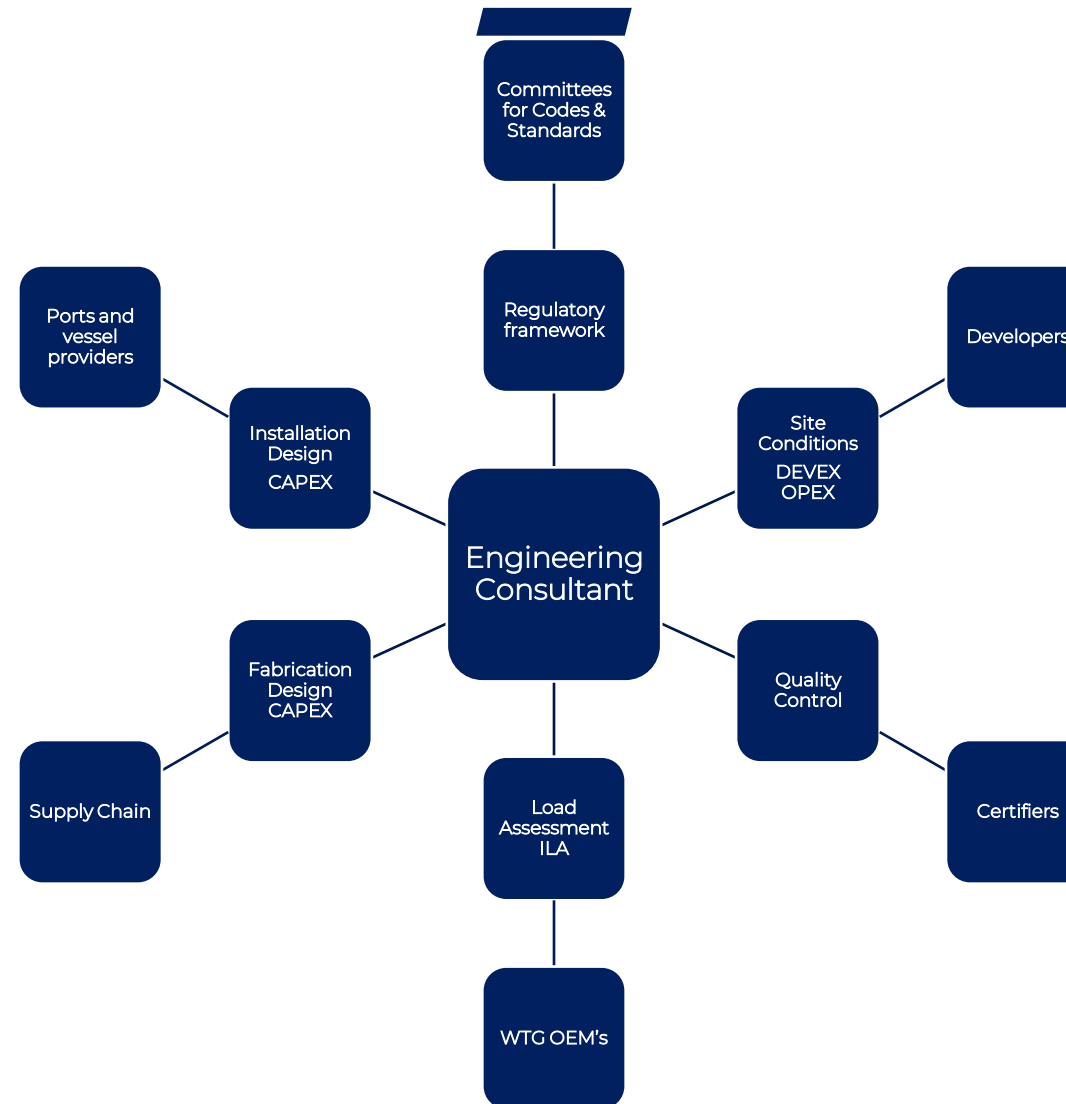 Committees
for Codes &
Standards
Regulatory
framework
Ports and
vessel
providers
Developers
Installation
Design
CAPEX
Site
Conditions
DEVEX
OPEX
Engineering
Consultant
Fabrication
Design
CAPEX
Quality
Control
Supply Chain
Load
Assessment
ILA
Certifiers
WTG OEM’s